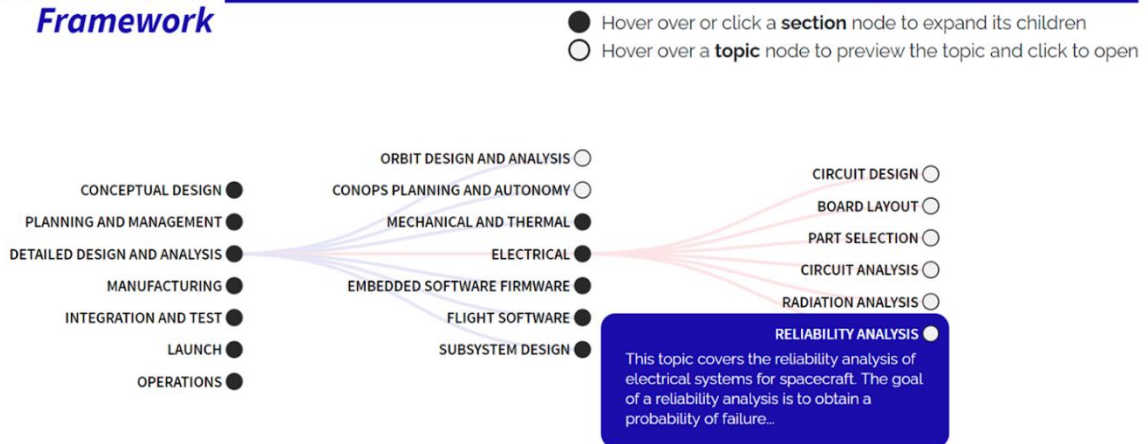 Framework
Hover over or click a section node to expand its children
Hover over a topic node to preview the topic and click to open
CONCEPTUAL DESIGN
PLANNING AND MANAGEMENT
DETAILED DESIGN AND ANALYSIS
MANUFACTURING
INTEGRATION AND TEST
LAUNCH
OPERATIONS
ORBIT DESIGN AND ANALYSIS
CONOPS PLANNING AND AUTONOMY
MECHANICAL AND THERMAL
ELECTRICAL
EMBEDDED SOFTWARE FIRMWARE
FLIGHT SOFTWARE
SUBSYSTEM DESIGN
CIRCUIT DESIGN
BOARD LAYOUT
PART SELECTION
CIRCUIT ANALYSIS
RADIATION ANALYSIS
RELIABILITY ANALYSIS
This topic covers the reliability analysis of
electrical systems for spacecraft. The goal
of a reliability analysis is to obtain a
probability of failure...